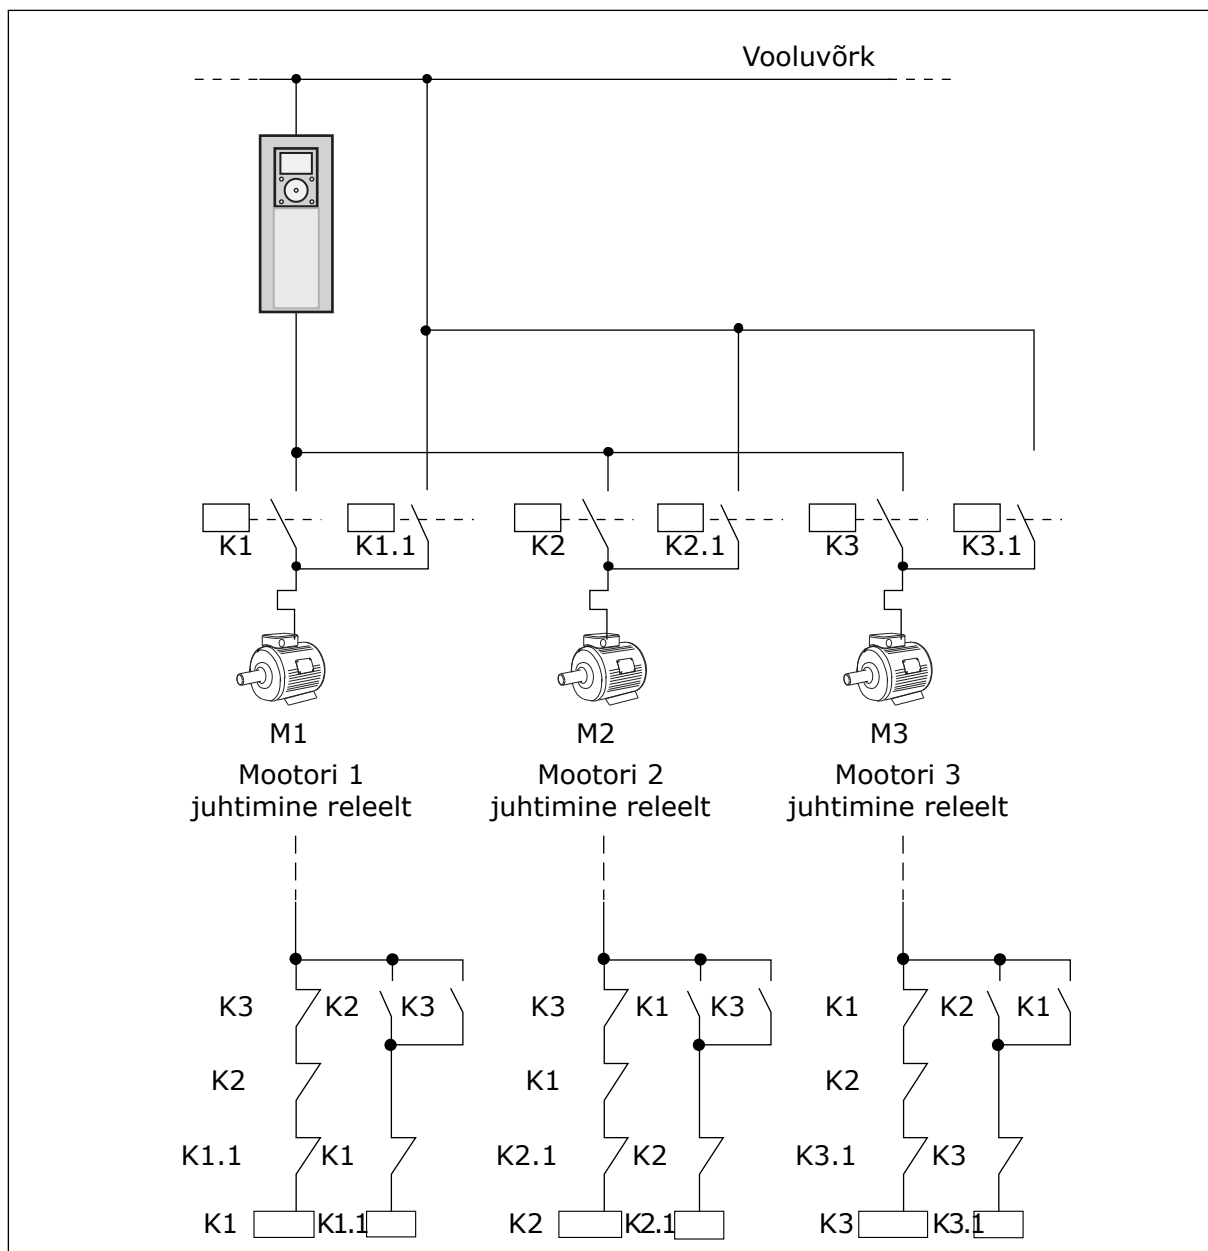 Vooluvõrk
K1 K1.1 K2 K2.1 K3 K3.1
M1 M2 M3
Mootori 1 juhtimine releelt
Mootori 2 juhtimine releelt
Mootori 3 juhtimine releelt
K3 K2 K3 K3 K1 K3 K1 K2 K1
K2 K1 K2
K1.1 K1 K2.1 K2 K3.1 K3
K1 K1.1 K2 K2.1 K3 K3.1